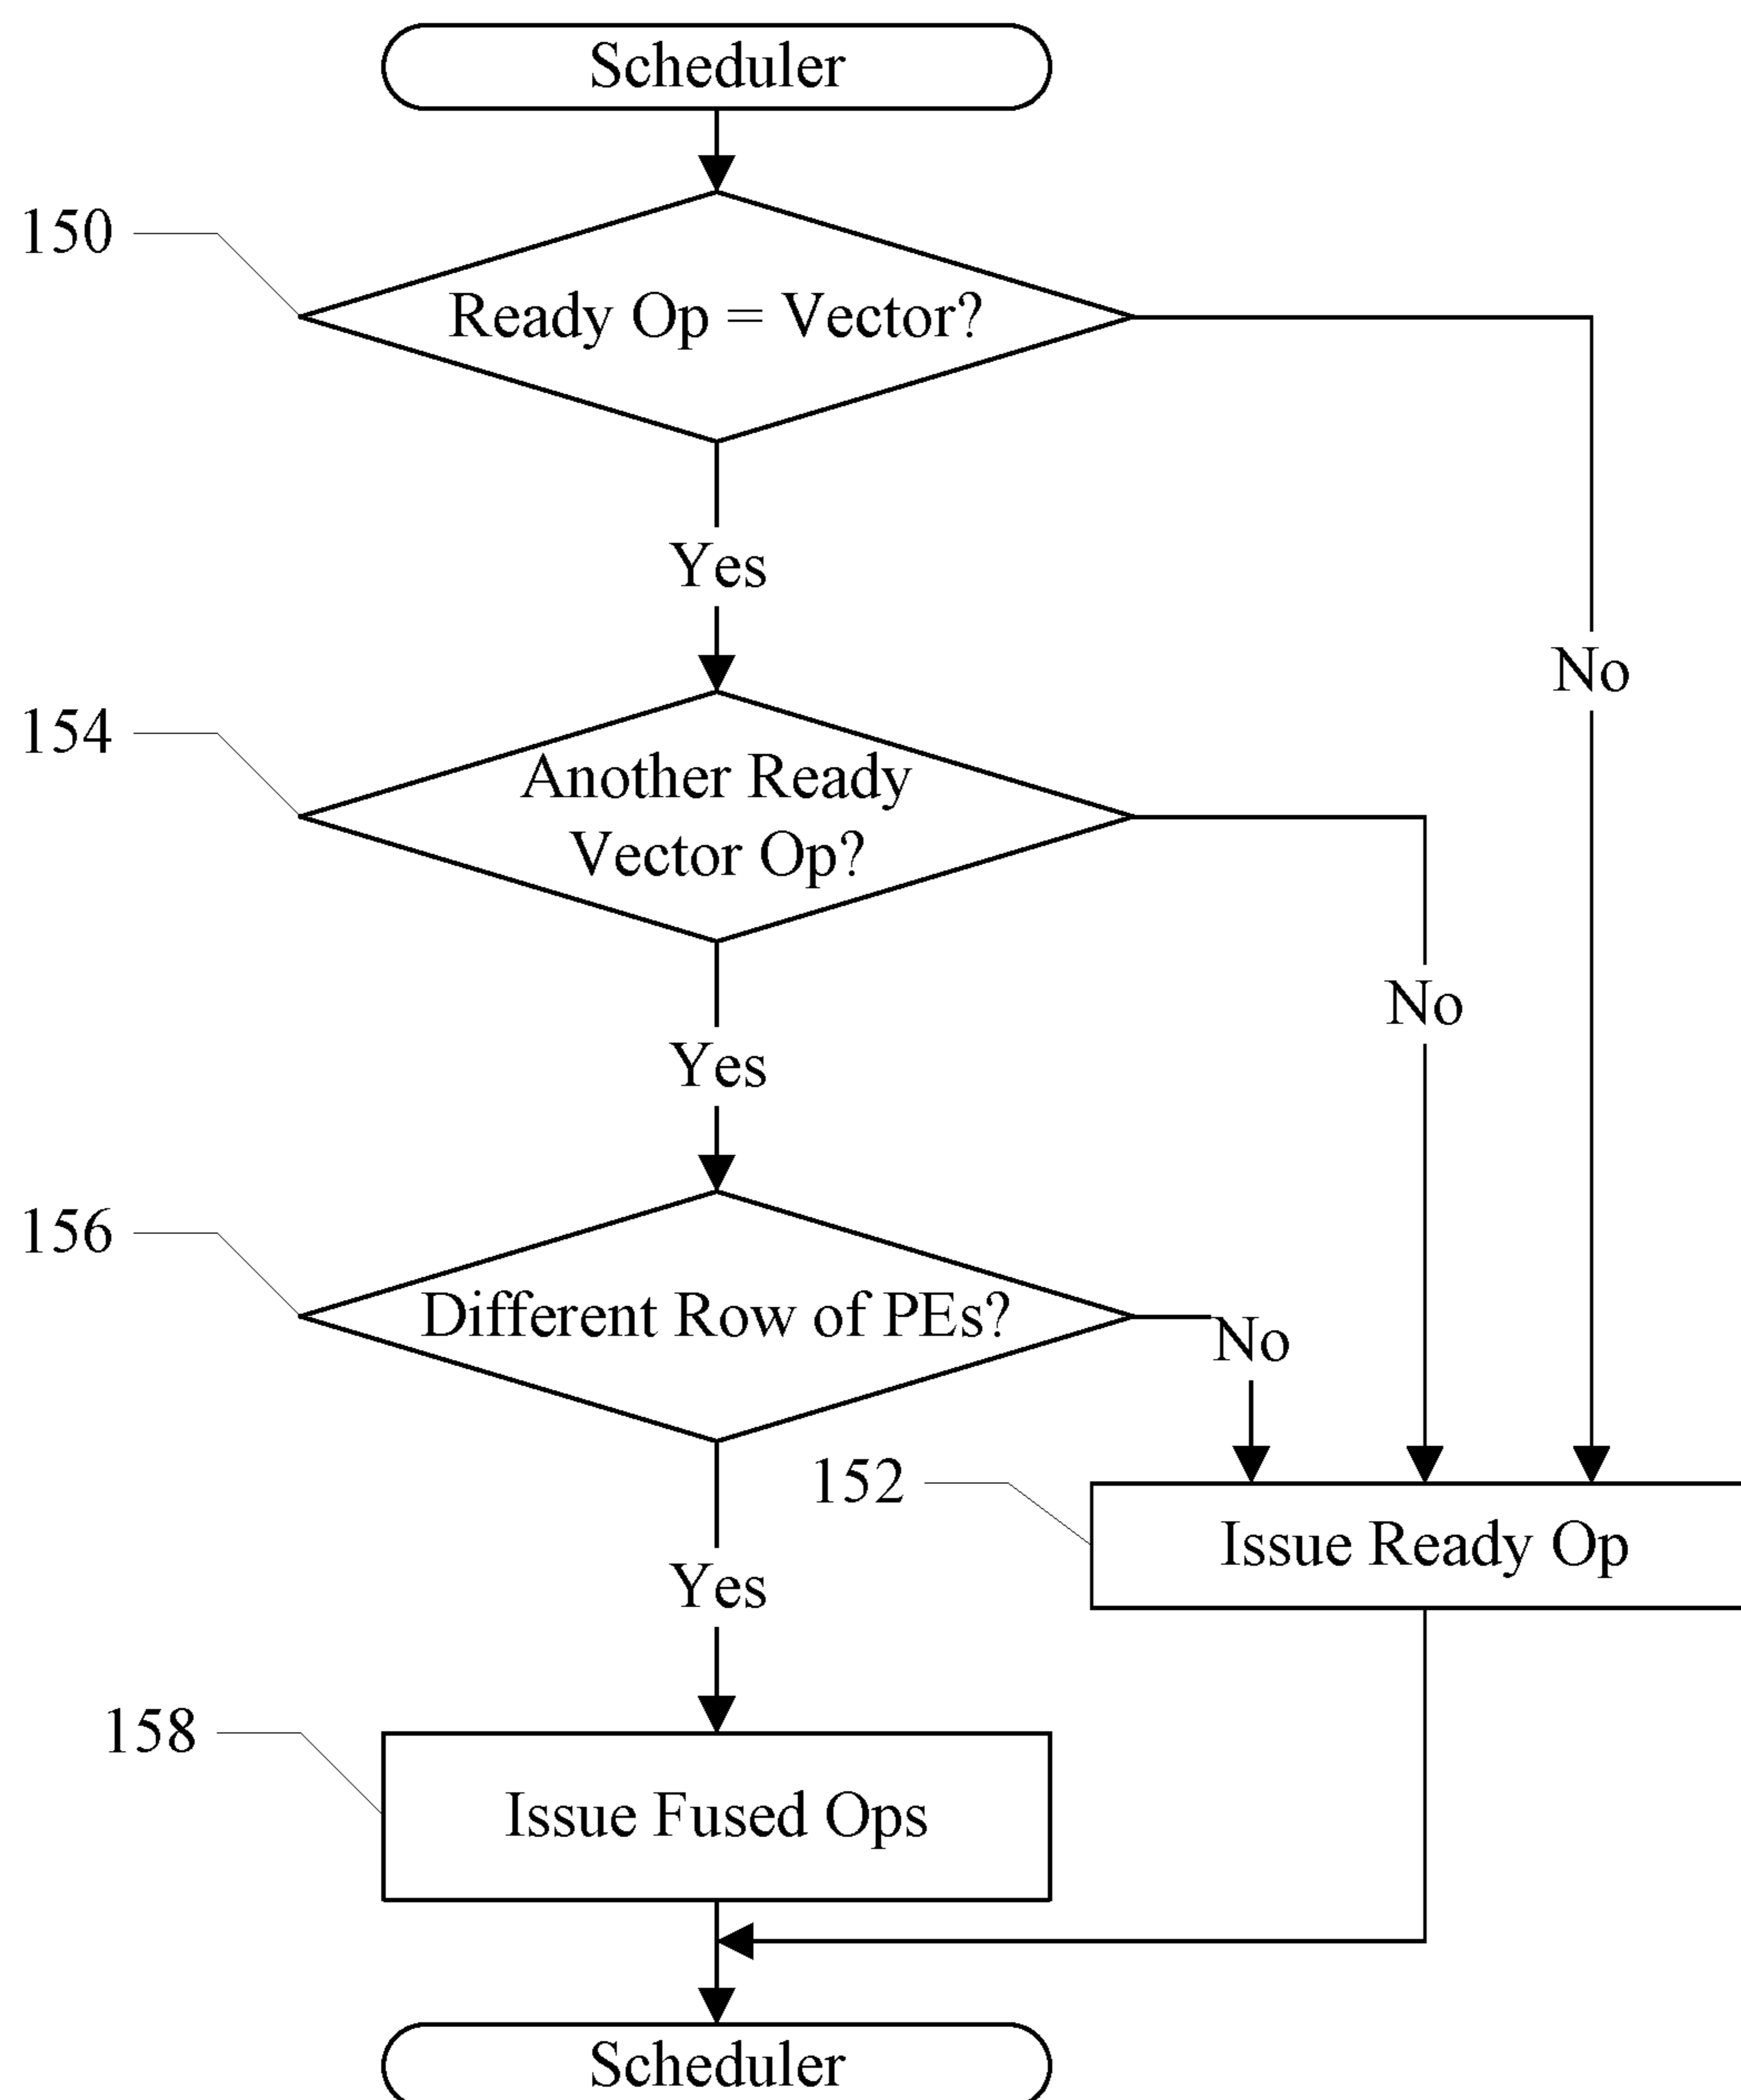 Scheduler
150
Ready Op = Vector?
Yes
No
154
Another Ready
Vector Op?
No
Yes
156
Different Row of PEs?
No
152
Issue Ready Op
Yes
158
Issue Fused Ops
Scheduler